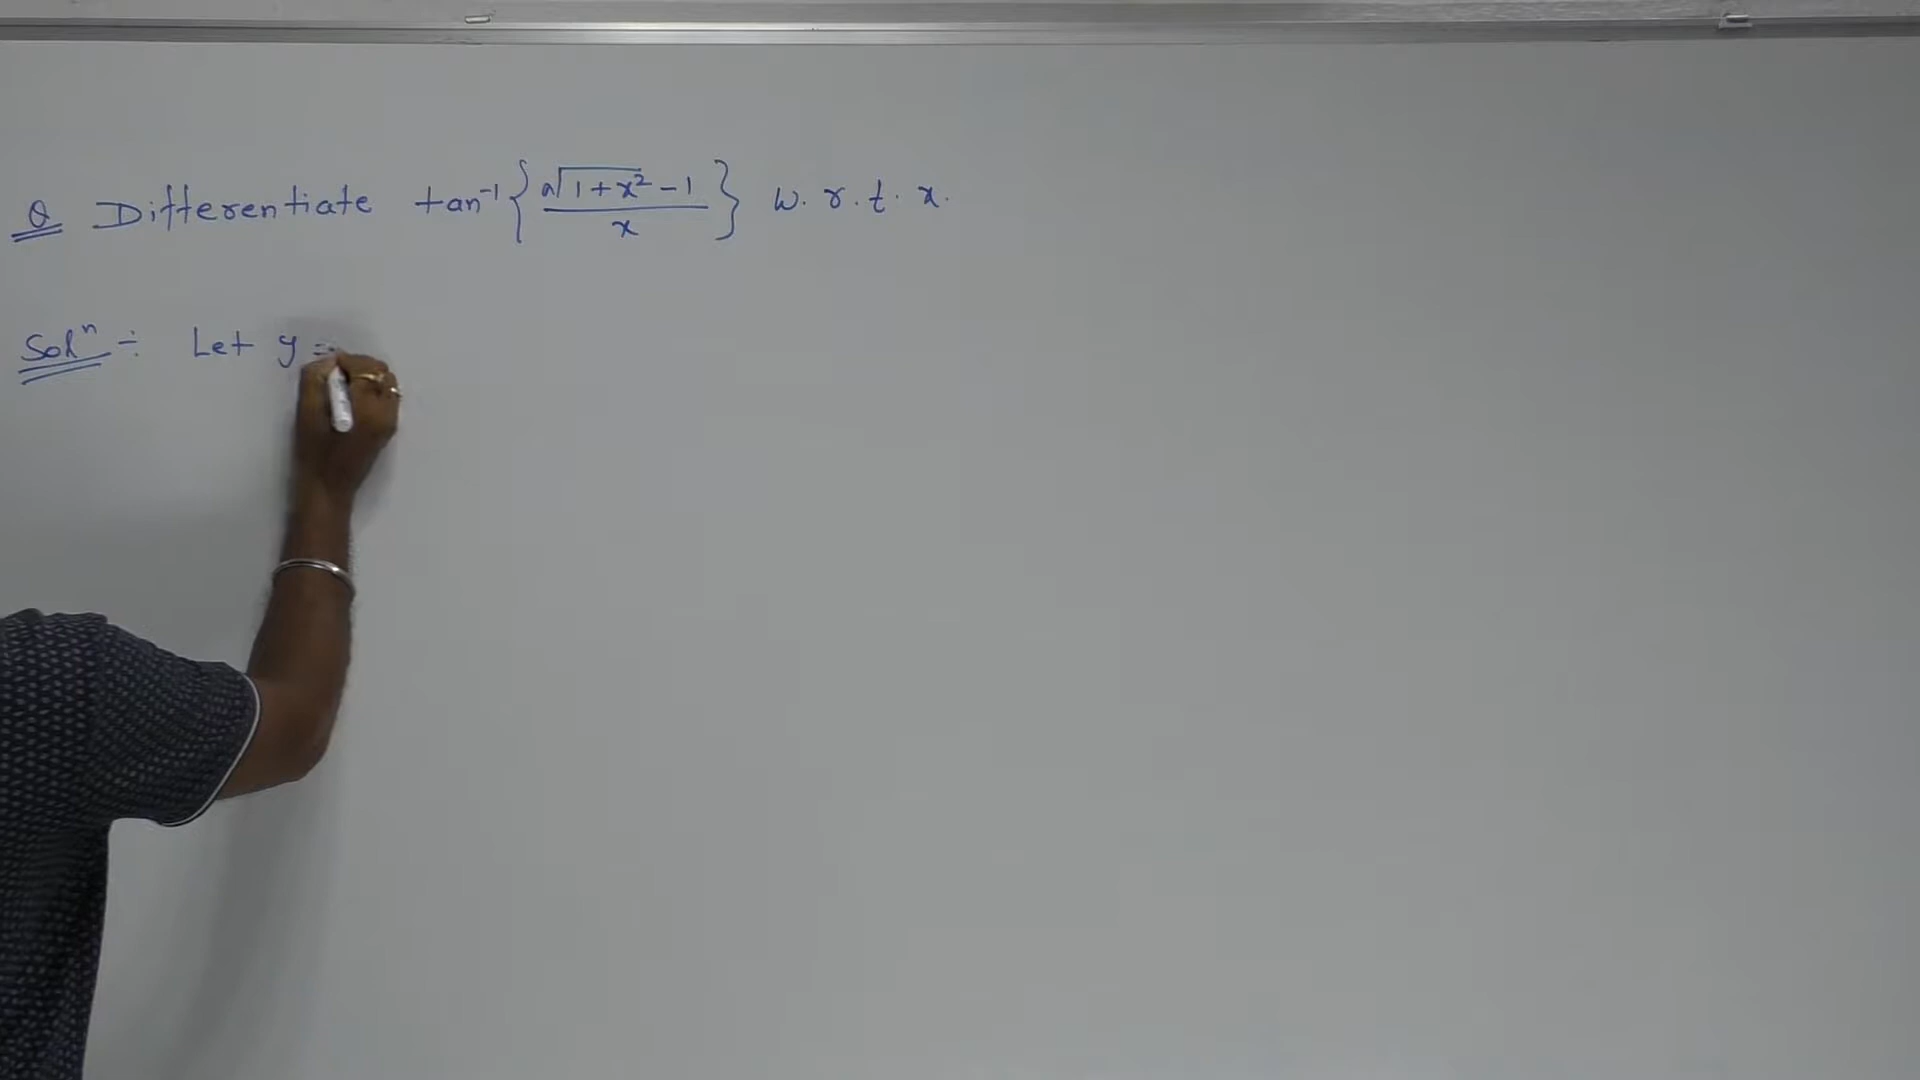 Q Differentiate tan⁻¹{(√(1+x²) -1)/x} w.r.t. x.
Solⁿ ÷ Let y =